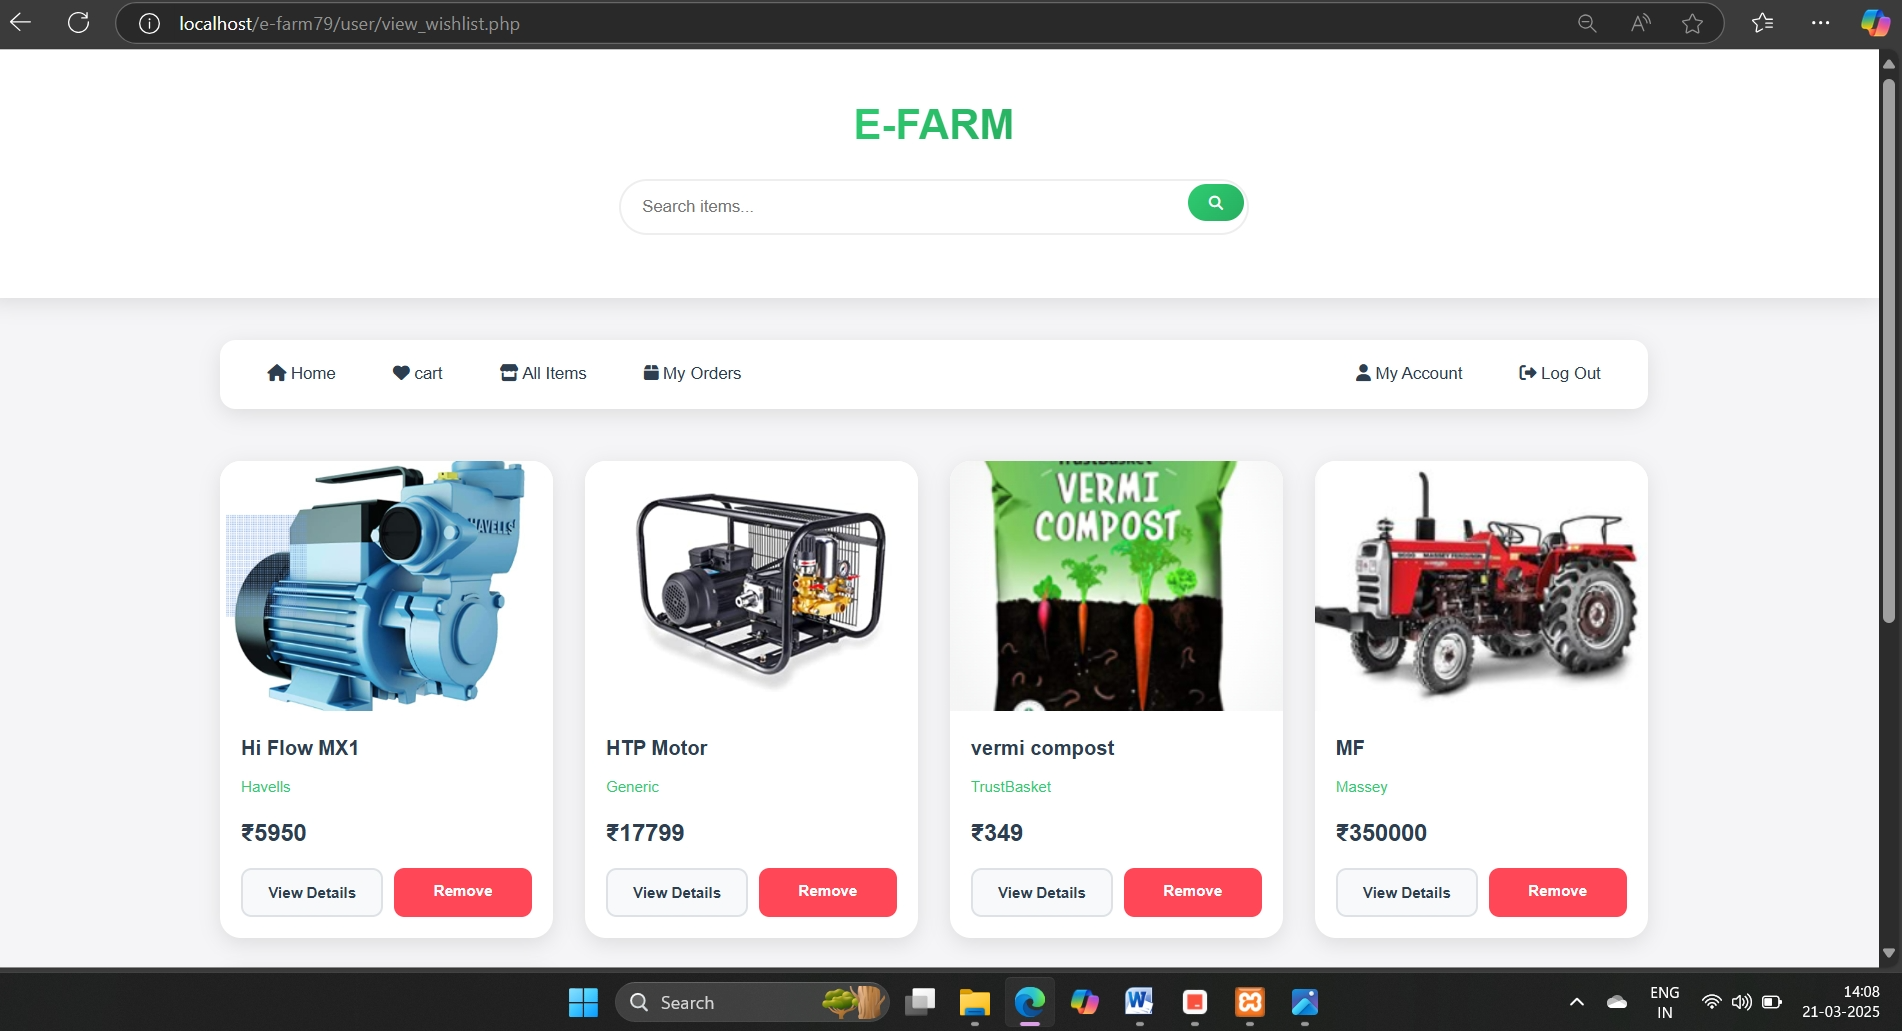 localhost/e-farm79/user/view_wishlist.php
E-FARM
Search items...
Home cart All Items My Orders My Account Log Out
HAVELLS
TrustBasket
VERMI
COMPOST
MASSEY FERGUSON
Hi Flow MX1
Havells
₹5950
View Details Remove
HTP Motor
Generic
₹17799
View Details Remove
vermi compost
TrustBasket
₹349
View Details Remove
MF
Massey
₹350000
View Details Remove
Search
ENG
IN
14:08
21-03-2025